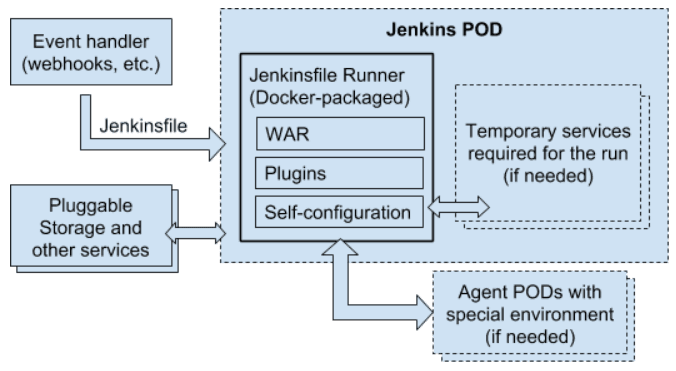 Event handler
(webhooks, etc.)
Jenkinsfile
Pluggable
Storage and
other services
Jenkins POD
Jenkinsfile Runner
(Docker-packaged)
WAR
Plugins
Self-configuration
Temporary services
required for the run
(if needed)
Agent PODs with
special environment
(if needed)